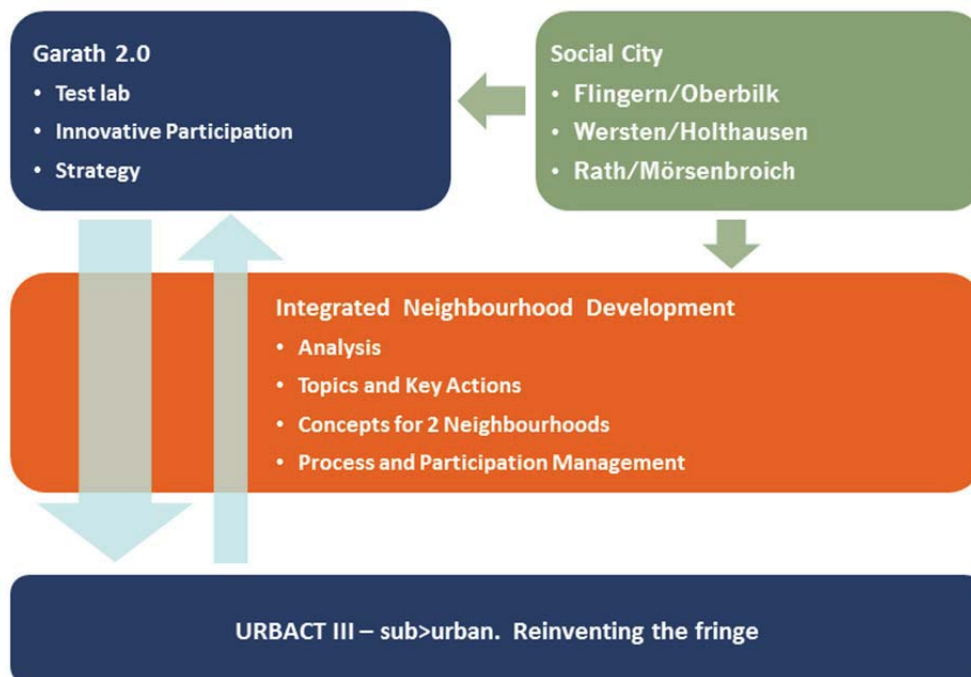 Garath 2.0
• Test lab
• Innovative Participation
• Strategy
Social City
• Flingern/Oberbilk
• Wersten/Holthausen
• Rath/Mörsenbroich
Integrated Neighbourhood Development
• Analysis
• Topics and Key Actions
• Concepts for 2 Neighbourhoods
• Process and Participation Management
URBACT III – sub>urban. Reinventing the fringe